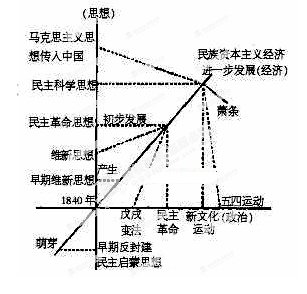 (思想)
马克思主义思
想传入中国
民族资本主义经济
进一步发展(经济)
民主科学思想
萧条
民主革命思想
初步发展
维新思想
产生
早期维新思想
1840年
五四运动
戊戌 民主 新文化(政治)
变法 革命 运动
萌芽
早期反封建
民主启蒙思想